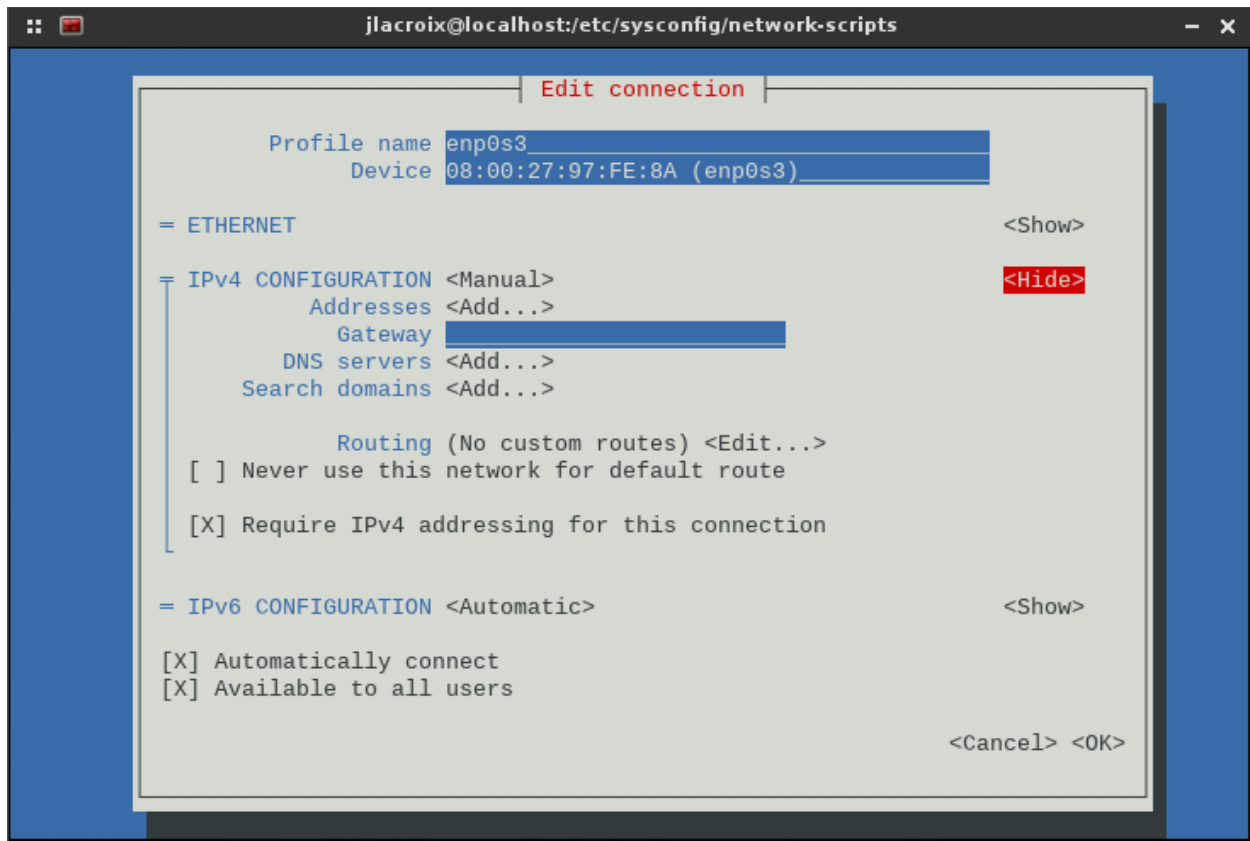 jlacroix@localhost:/etc/sysconfig/network-scripts
Edit connection
Profile name enp0s3
Device 08:00:27:97:FE:8A (enp0s3)
= ETHERNET <Show>
= IPv4 CONFIGURATION <Manual> <Hide>
Addresses <Add...>
Gateway
DNS servers <Add...>
Search domains <Add...>
Routing (No custom routes) <Edit...>
[ ] Never use this network for default route
[X] Require IPv4 addressing for this connection
= IPv6 CONFIGURATION <Automatic> <Show>
[X] Automatically connect
[X] Available to all users
<Cancel> <OK>